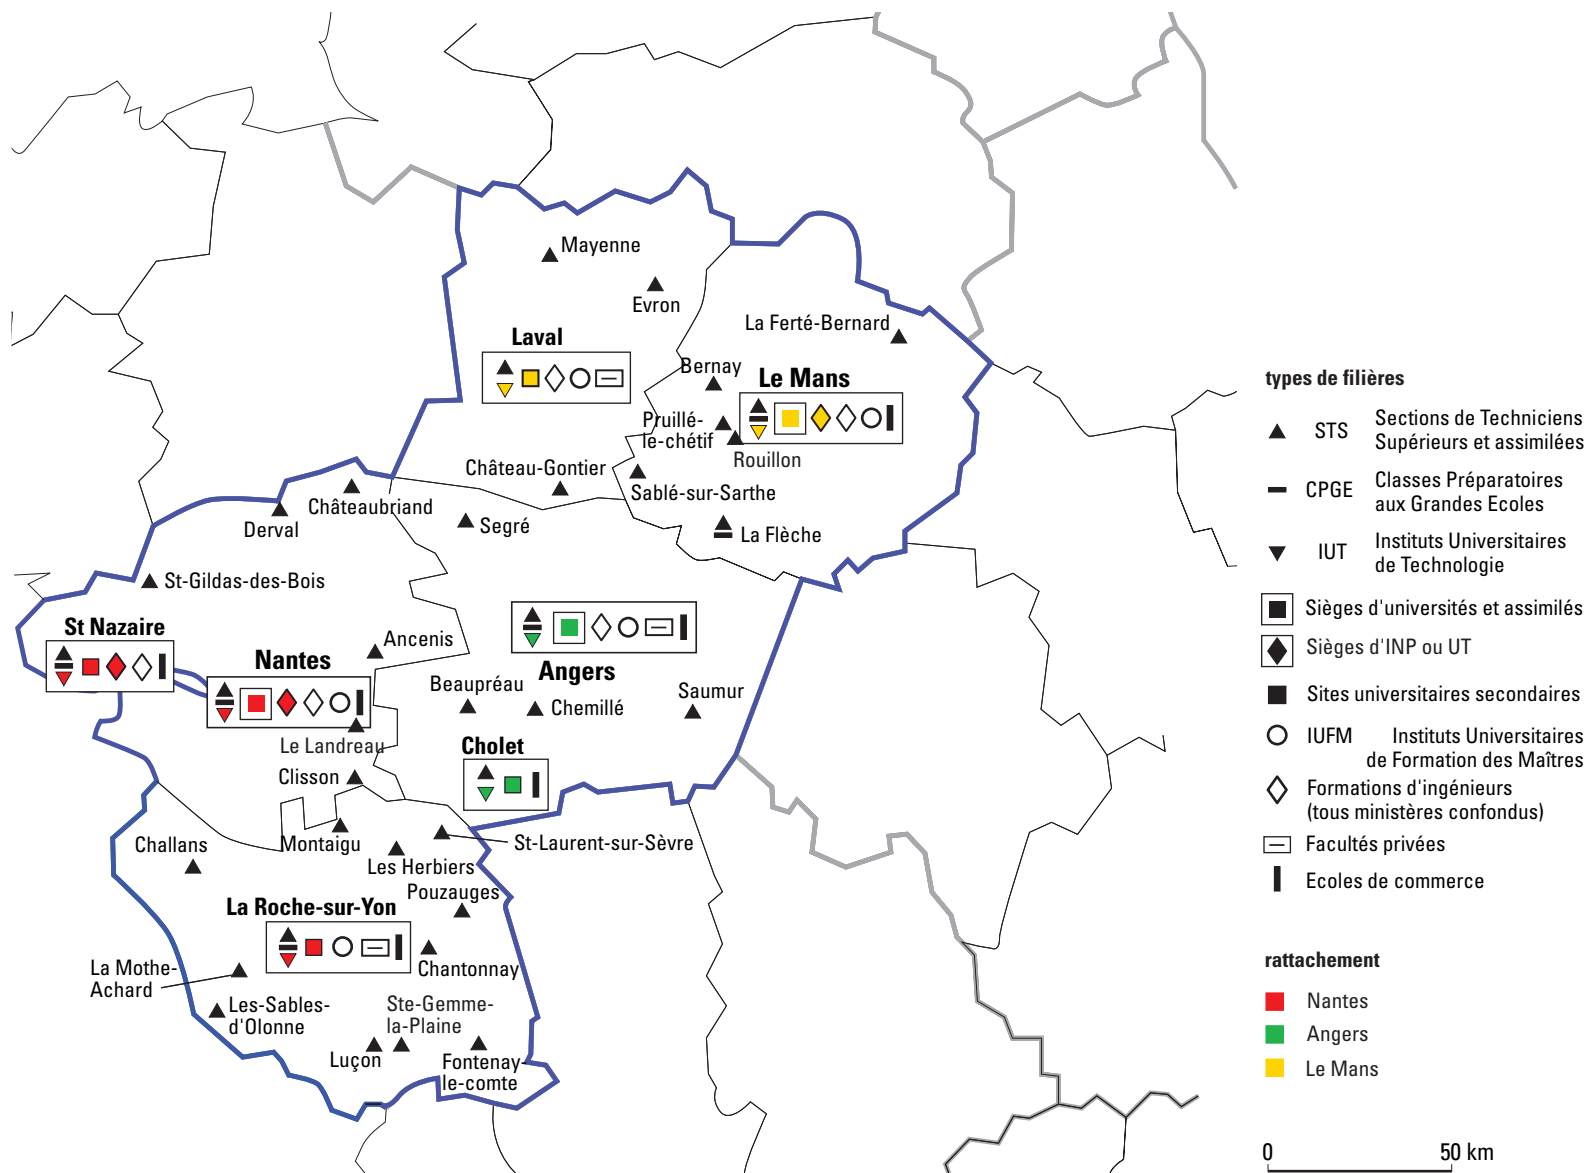 Mayenne
Evron
La Ferté-Bernard
Laval
Bernay
Le Mans
Pruillé-
le-chétif
Rouillon
Château-Gontier
Sablé-sur-Sarthe
Châteaubriand
Derval
Segré
La Flèche
St-Gildas-des-Bois
St Nazaire
Ancenis
Nantes
Angers
Beaupréau
Chemillé
Saumur
Le Landreau
Cholet
Clisson
Challans
Montaigu
St-Laurent-sur-Sèvre
Les Herbiers
Pouzauges
La Roche-sur-Yon
La Mothe-
Achard
Chantonnay
Les-Sables-
d'Olonne
Ste-Gemme-
la-Plaine
Luçon
Fontenay-
le-comte
types de filières
STS Sections de Techniciens
Supérieurs et assimilées
CPGE Classes Préparatoires
aux Grandes Ecoles
IUT Instituts Universitaires
de Technologie
Sièges d'universités et assimilés
Sièges d'INP ou UT
Sites universitaires secondaires
IUFM Instituts Universitaires
de Formation des Maîtres
Formations d'ingénieurs
(tous ministères confondus)
Facultés privées
Ecoles de commerce
rattachement
Nantes
Angers
Le Mans
0 50 km